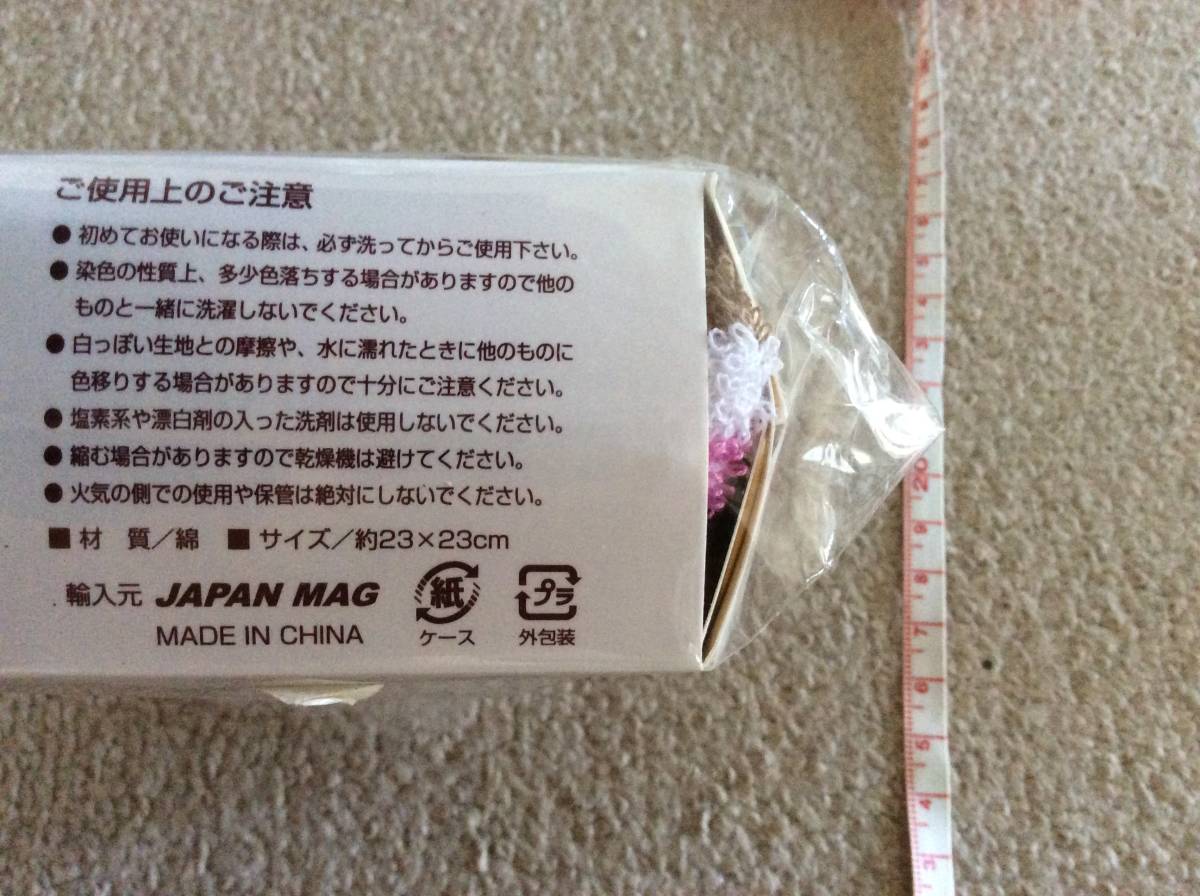 ご使用上のご注意
● 初めてお使いになる際は、必ず洗ってからご使用下さい。
● 染色の性質上、多少色落ちする場合がありますので他の
ものと一緒に洗濯しないでください。
● 白っぽい生地との摩擦や、水に濡れたときに他のものに
色移りする場合がありますので十分にご注意ください。
● 塩素系や漂白剤の入った洗剤は使用しないでください。
● 縮む場合がありますので乾燥機は避けてください。
● 火気の側での使用や保管は絶対にしないでください。
■ 材 質／綿 ■ サイズ／約23×23cm
輸入元 JAPAN MAG
MADE IN CHINA
紙
ケース
プラ
外包装
20
9
8
7
6
5
4
3